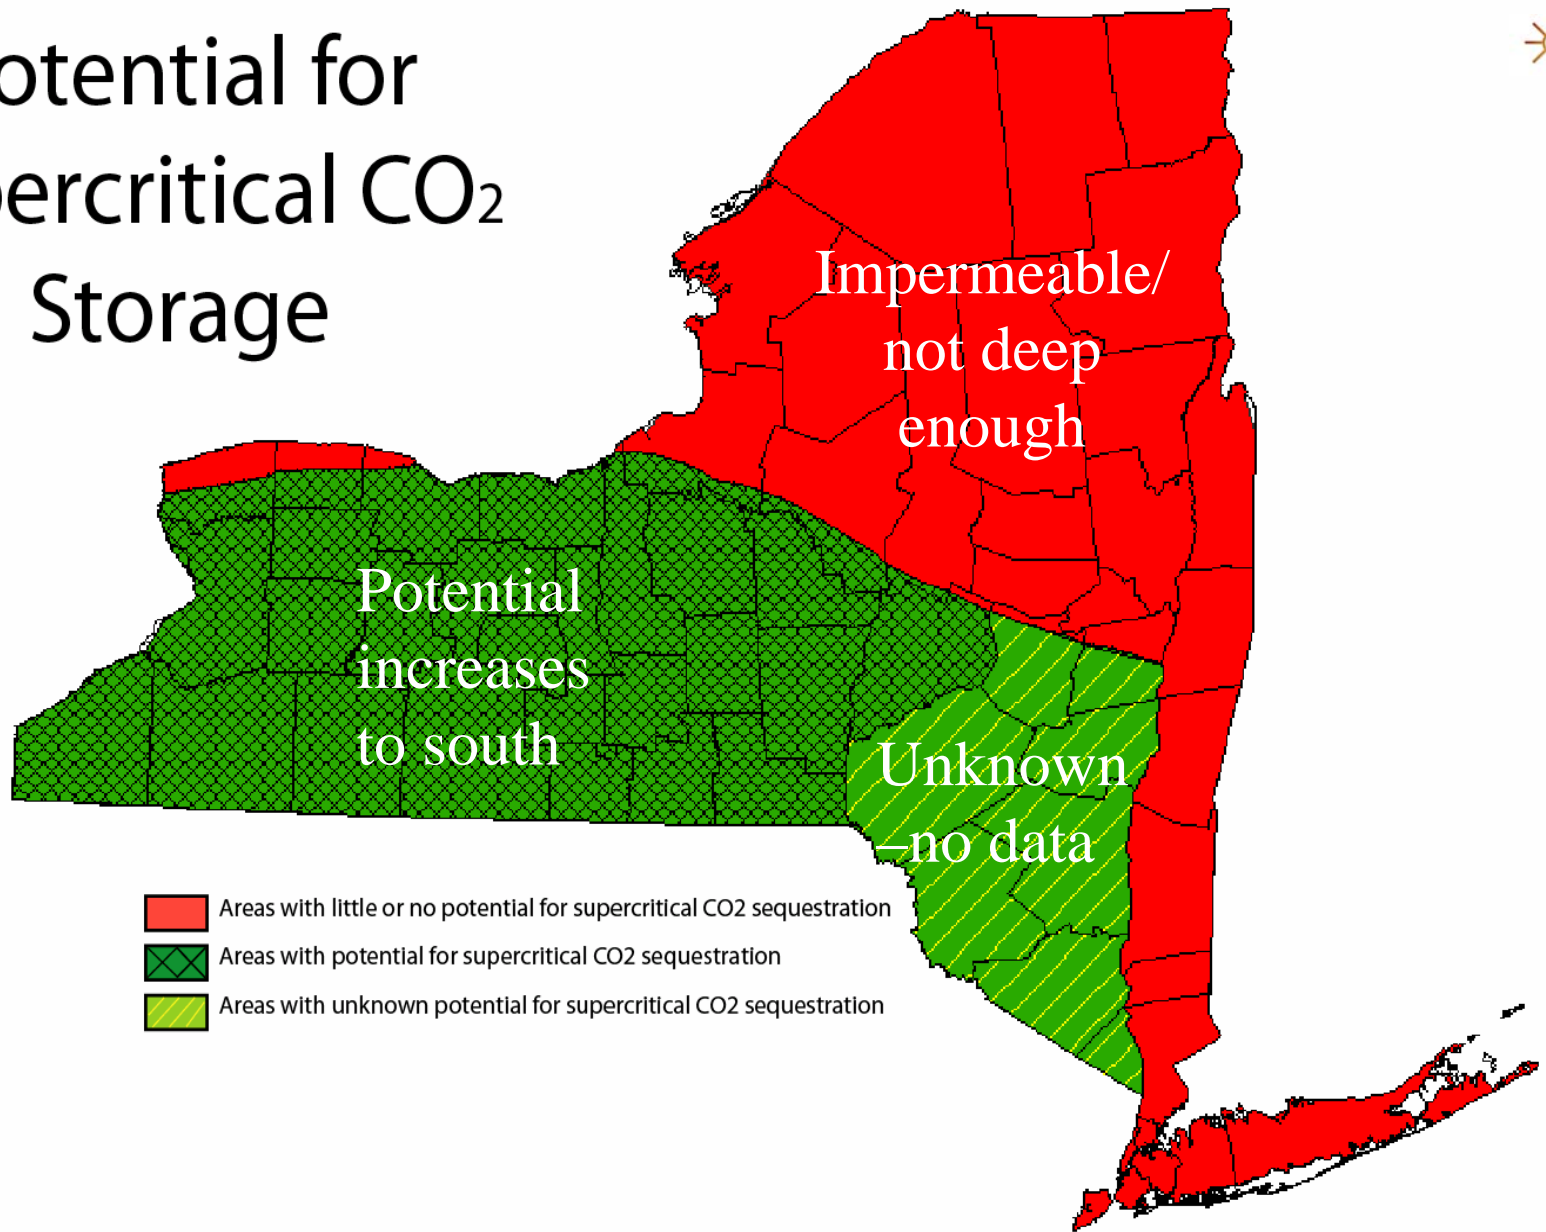 otential for
percritical CO2
Storage
Impermeable/
not deep
enough
Potential
increases
to south
Unknown
–no data
Areas with little or no potential for supercritical CO2 sequestration
Areas with potential for supercritical CO2 sequestration
Areas with unknown potential for supercritical CO2 sequestration